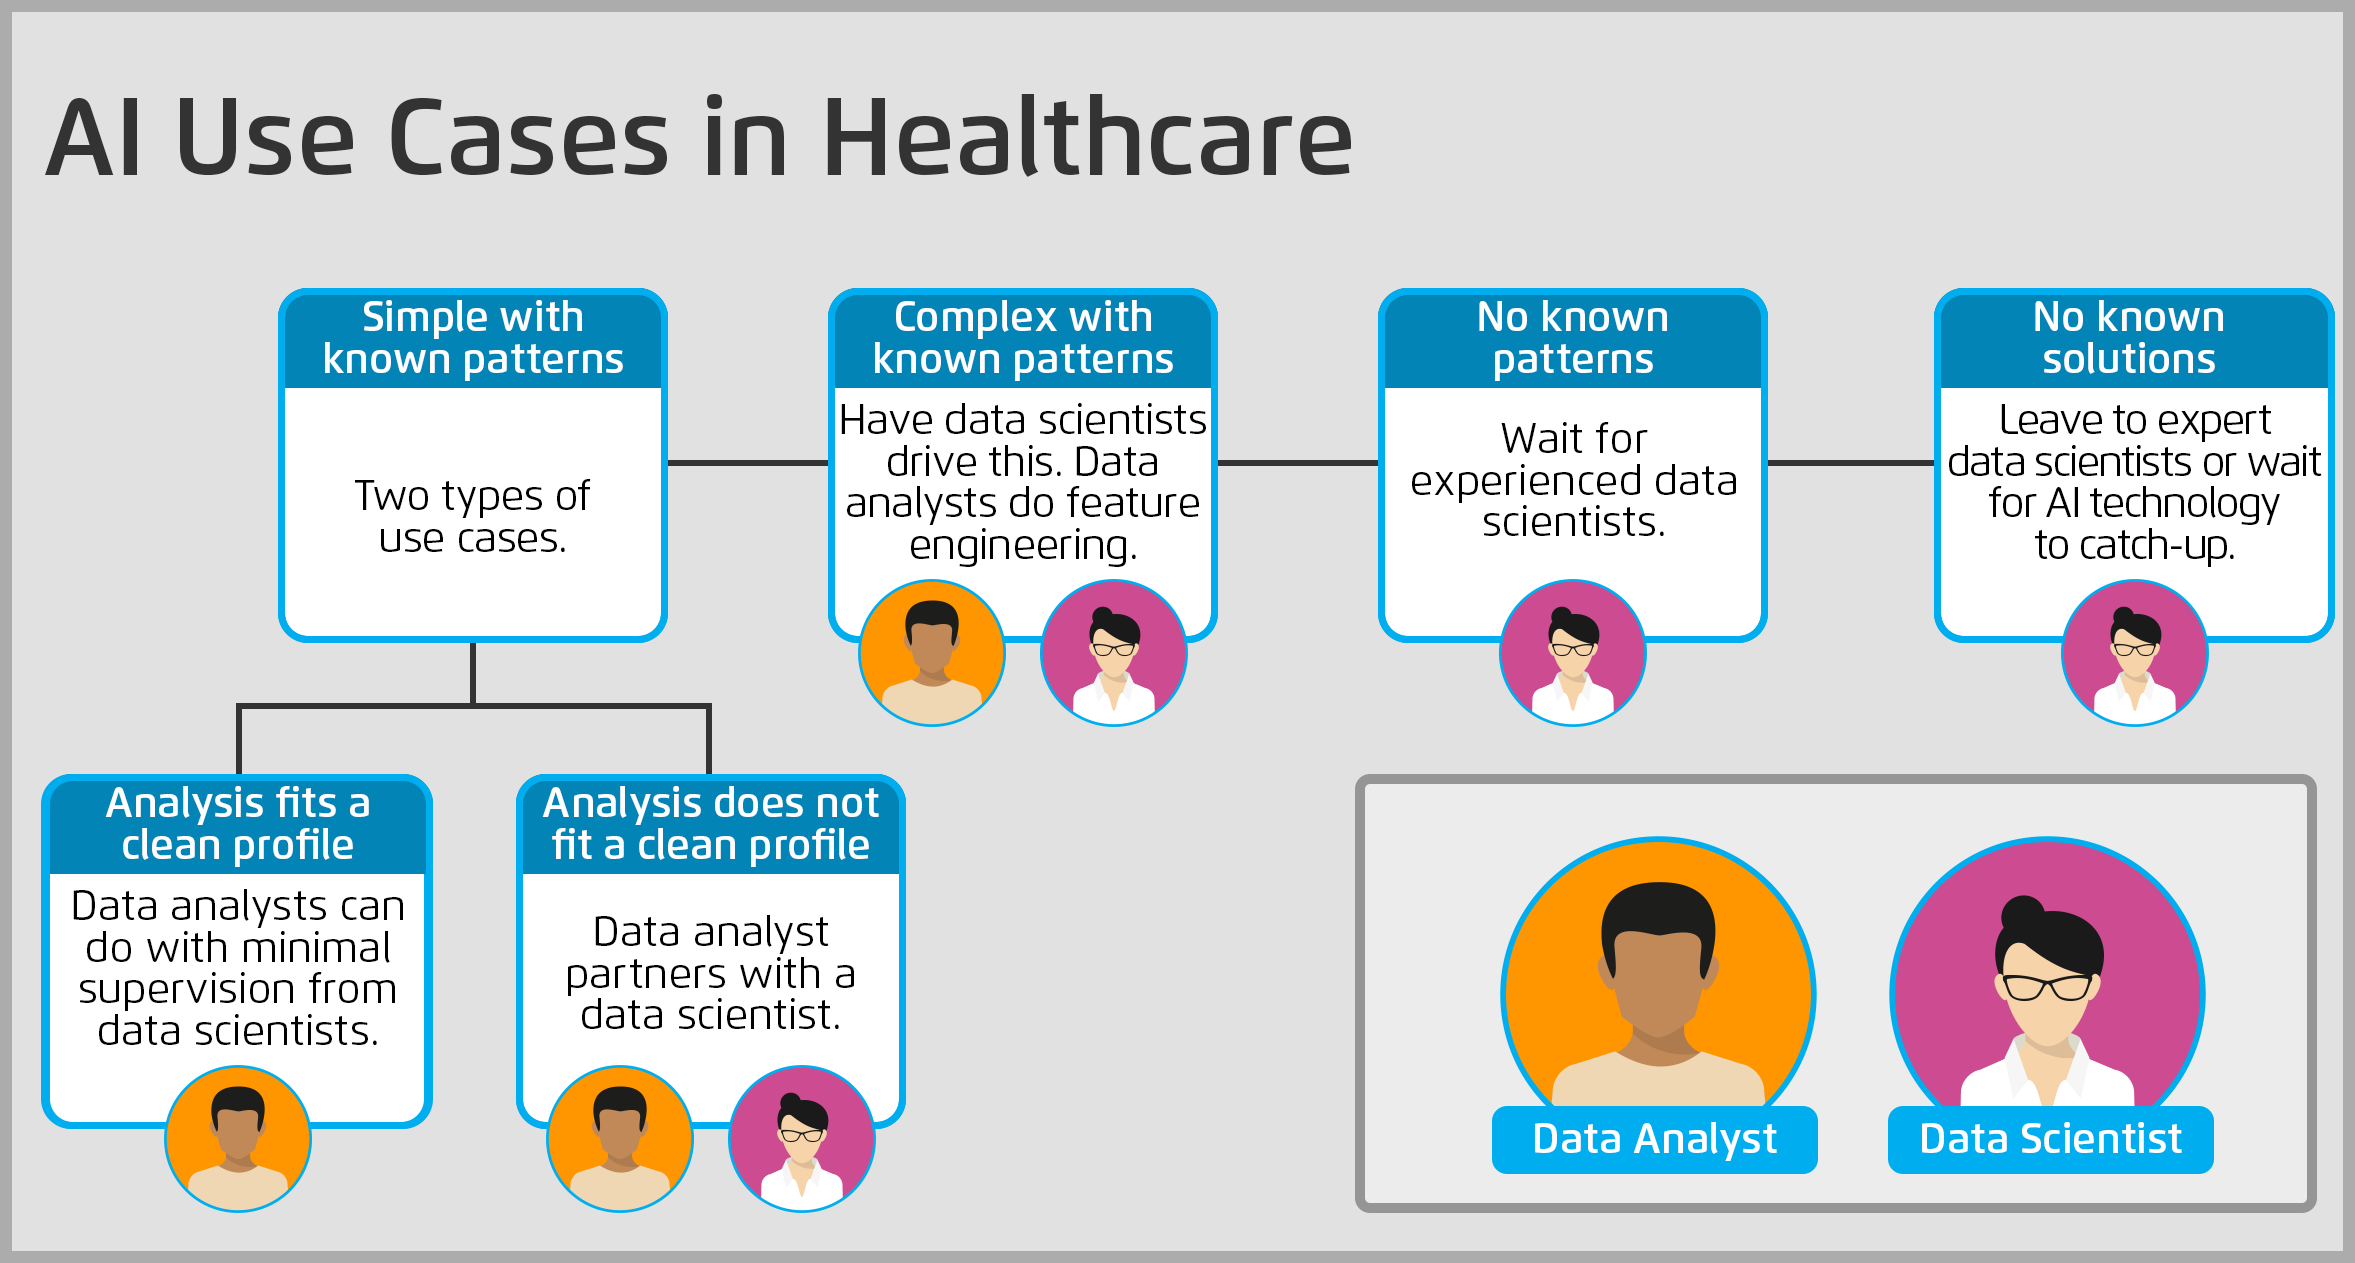 AI Use Cases in Healthcare
Simple with
known patterns
Two types of
use cases.
Complex with
known patterns
Have data scientists
drive this. Data
analysts do feature
engineering.
No known
patterns
Wait for
experienced data
scientists.
No known
solutions
Leave to expert
data scientists or wait
for AI technology
to catch-up.
Analysis fits a
clean profile
Data analysts can
do with minimal
supervision from
data scientists.
Analysis does not
fit a clean profile
Data analyst
partners with a
data scientist.
Data Analyst
Data Scientist